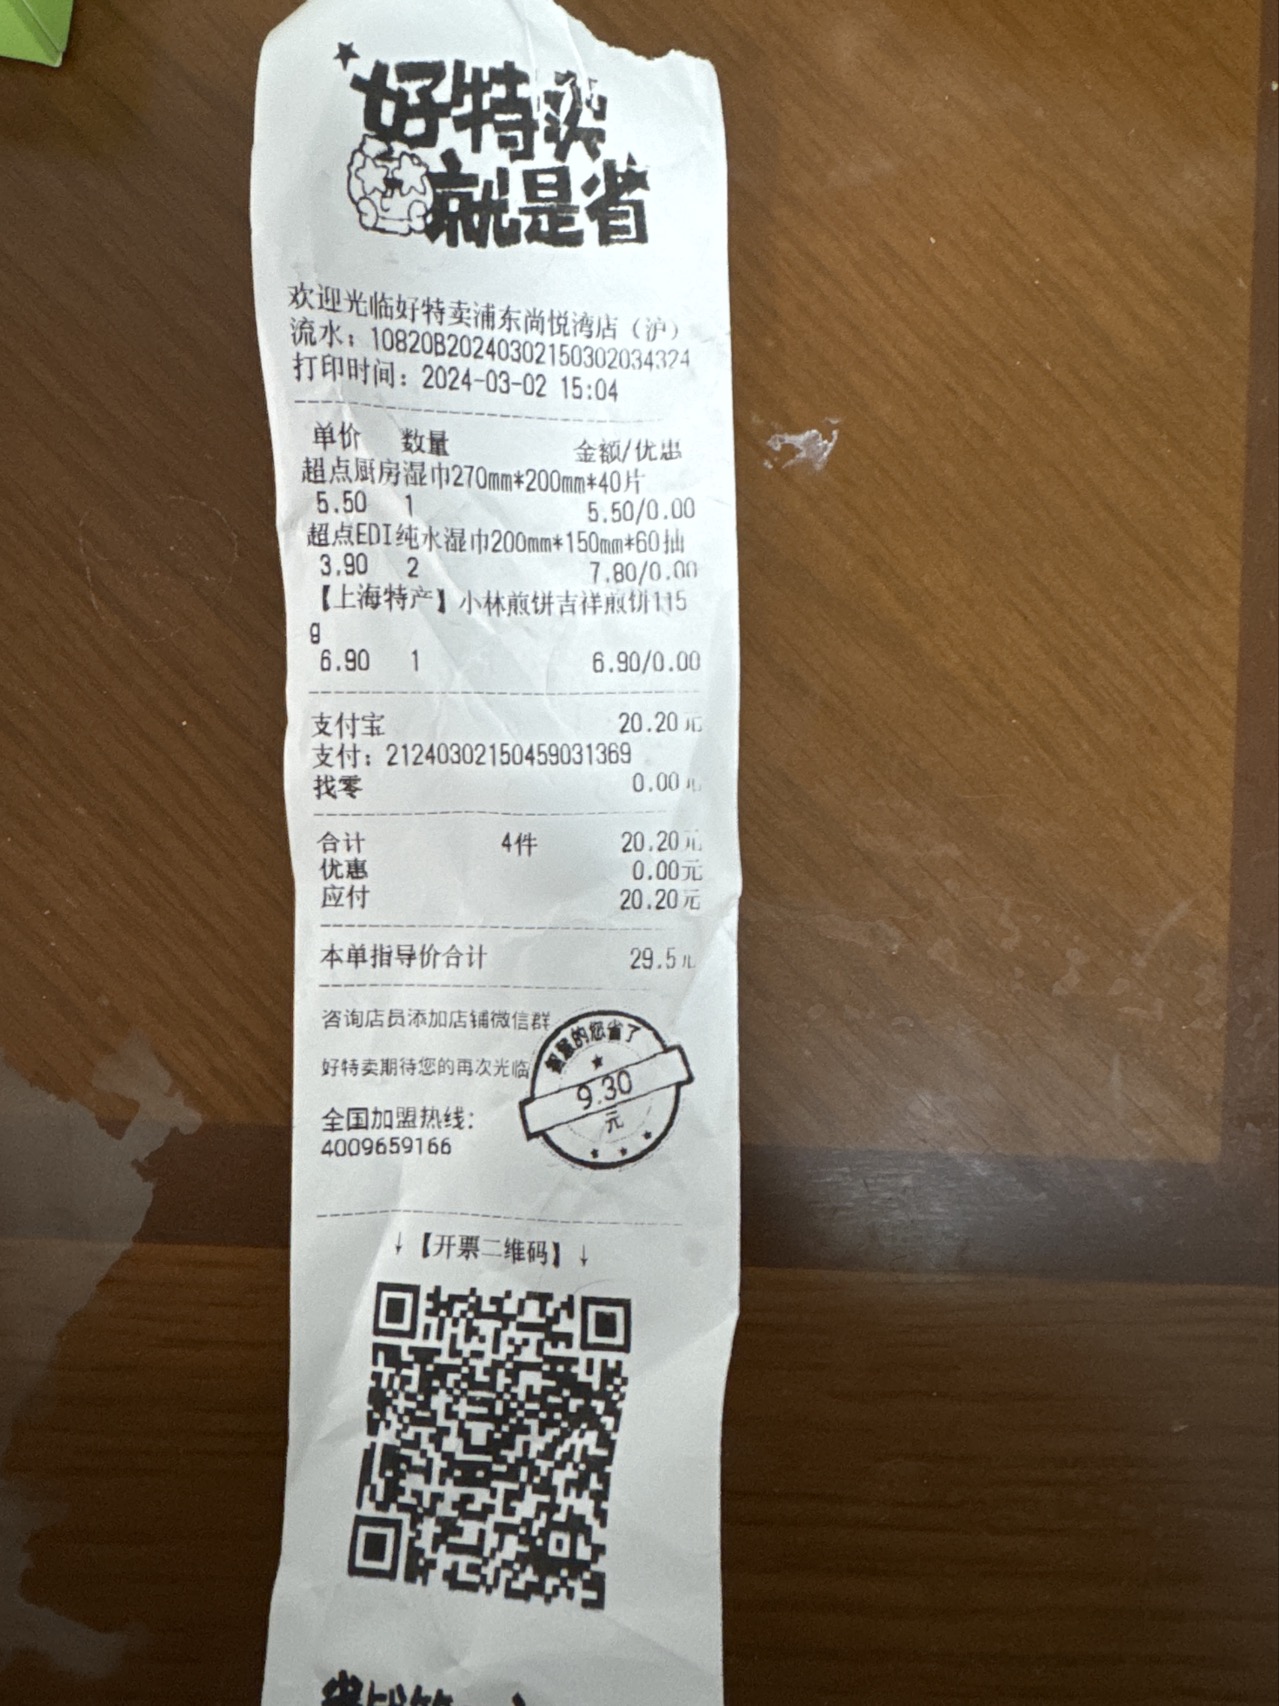 好特卖
就是省
欢迎光临好特卖浦东尚悦湾店（沪）
流水：10820B20240302150302034324
打印时间：2024-03-02 15:04
单价 数量 金额/优惠
超点厨房湿巾270mm*200mm*40片
5.50 1 5.50/0.00
超点EDI纯水湿巾200mm*150mm*60抽
3.90 2 7.80/0.00
【上海特产】小林煎饼吉祥煎饼115
g
6.90 1 6.90/0.00
支付宝 20.20元
支付：21240302150459031369
找零 0.00元
合计 4件 20.20元
优惠 0.00元
应付 20.20元
本单指导价合计 29.5元
咨询店员添加店铺微信群
好特卖期待您的再次光临
全国加盟热线：
4009659166
的您省了
9.30
元
↓【开票二维码】↓